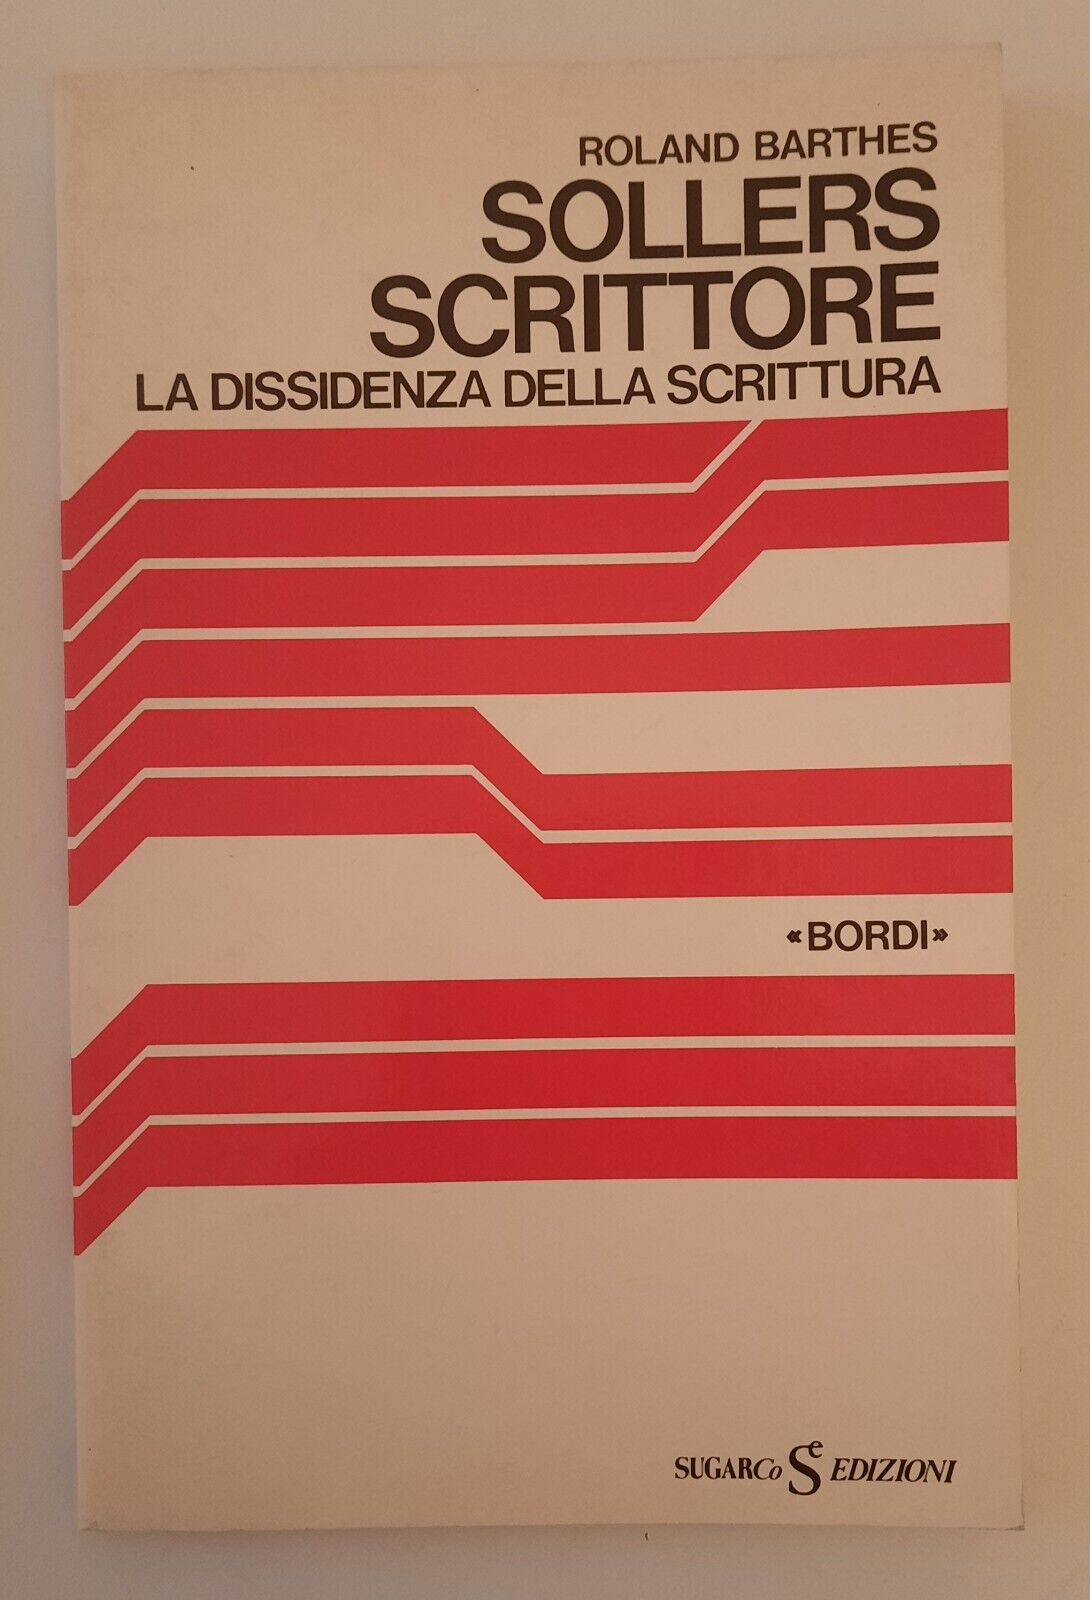 ROLAND BARTHES
SOLLERS
SCRITTORE
LA DISSIDENZA DELLA SCRITTURA
«BORDI»
SUGARCo Se EDIZIONI